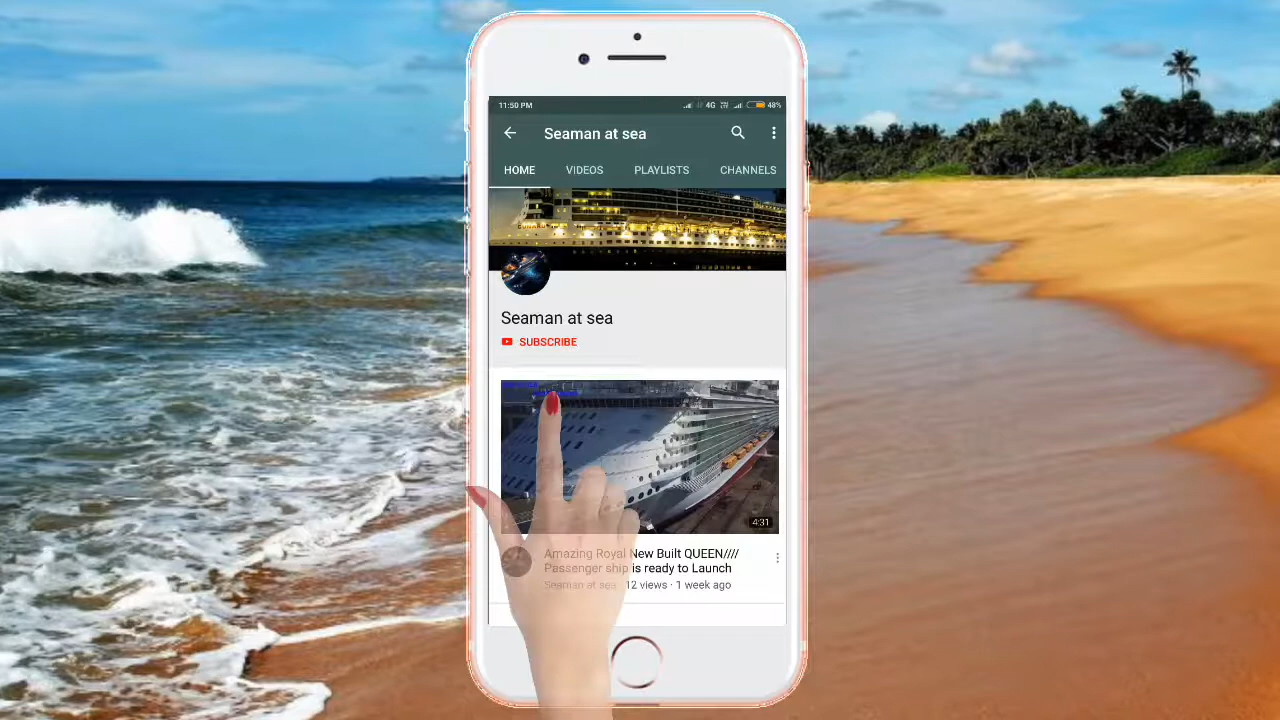 11:50 PM 4G 48%
Seaman at sea
HOME VIDEOS PLAYLISTS CHANNELS
CUNARD
Seaman at sea
SUBSCRIBE
4:31
Amazing Royal New Built QUEEN////
Passenger ship is ready to Launch
Seaman at sea · 12 views · 1 week ago